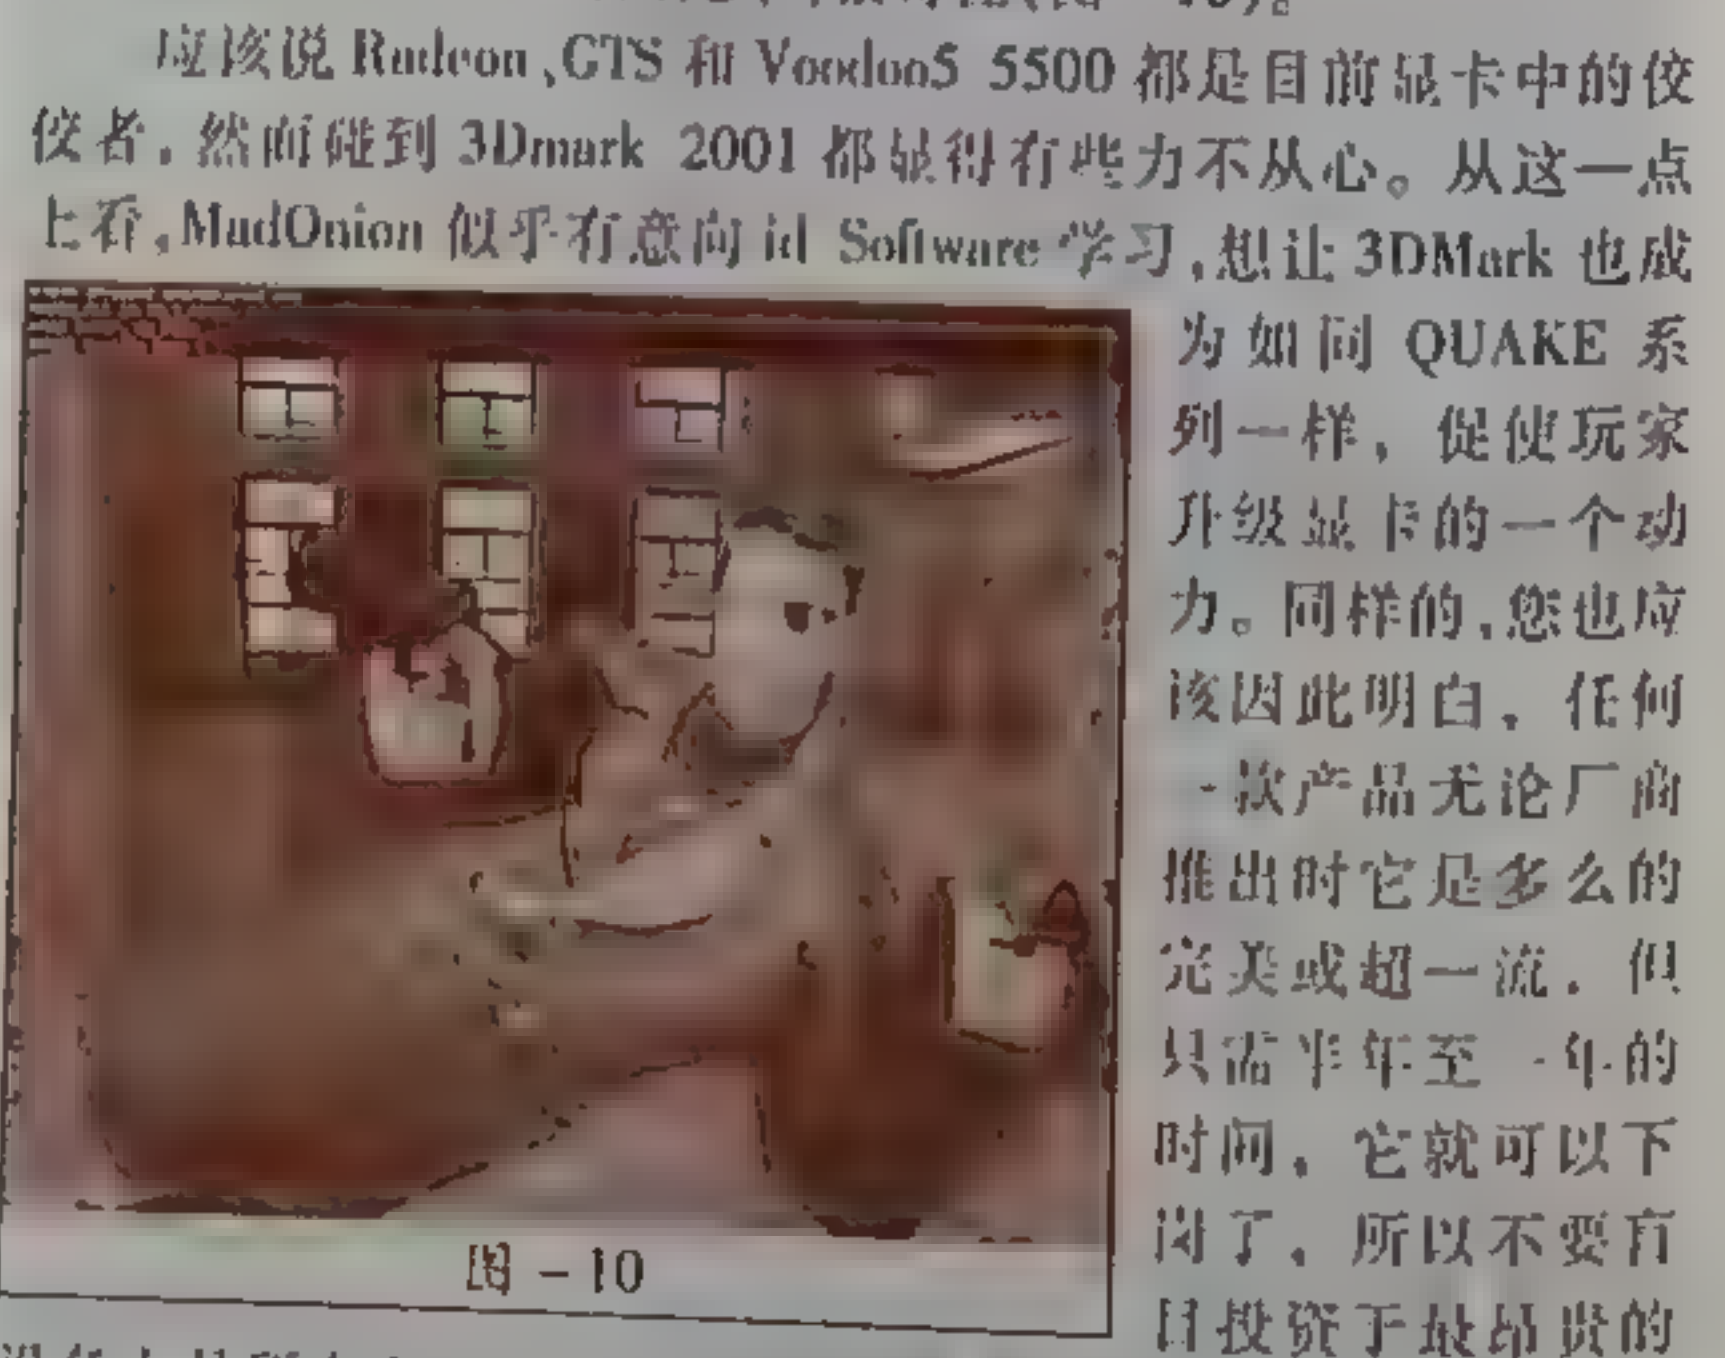 应该说 Radeon、GTS 和 Voodoo5 5500 都是目前显卡中的佼
佼者，然而碰到 3Dmark 2001 都显得有些力不从心。从这一点
上看，MadOnion 似乎有意向 id Software 学习，想让 3DMark 也成
为如同 QUAKE 系
列一样，促使玩家
升级显卡的一个动
力。同样的，您也应
该因此明白，任何
一款产品无论厂商
推出时它是多么的
完美或超一流，但
只需半年至一年的
时间，它就可以下
岗了，所以不要盲
目投资于最昂贵的
图－10